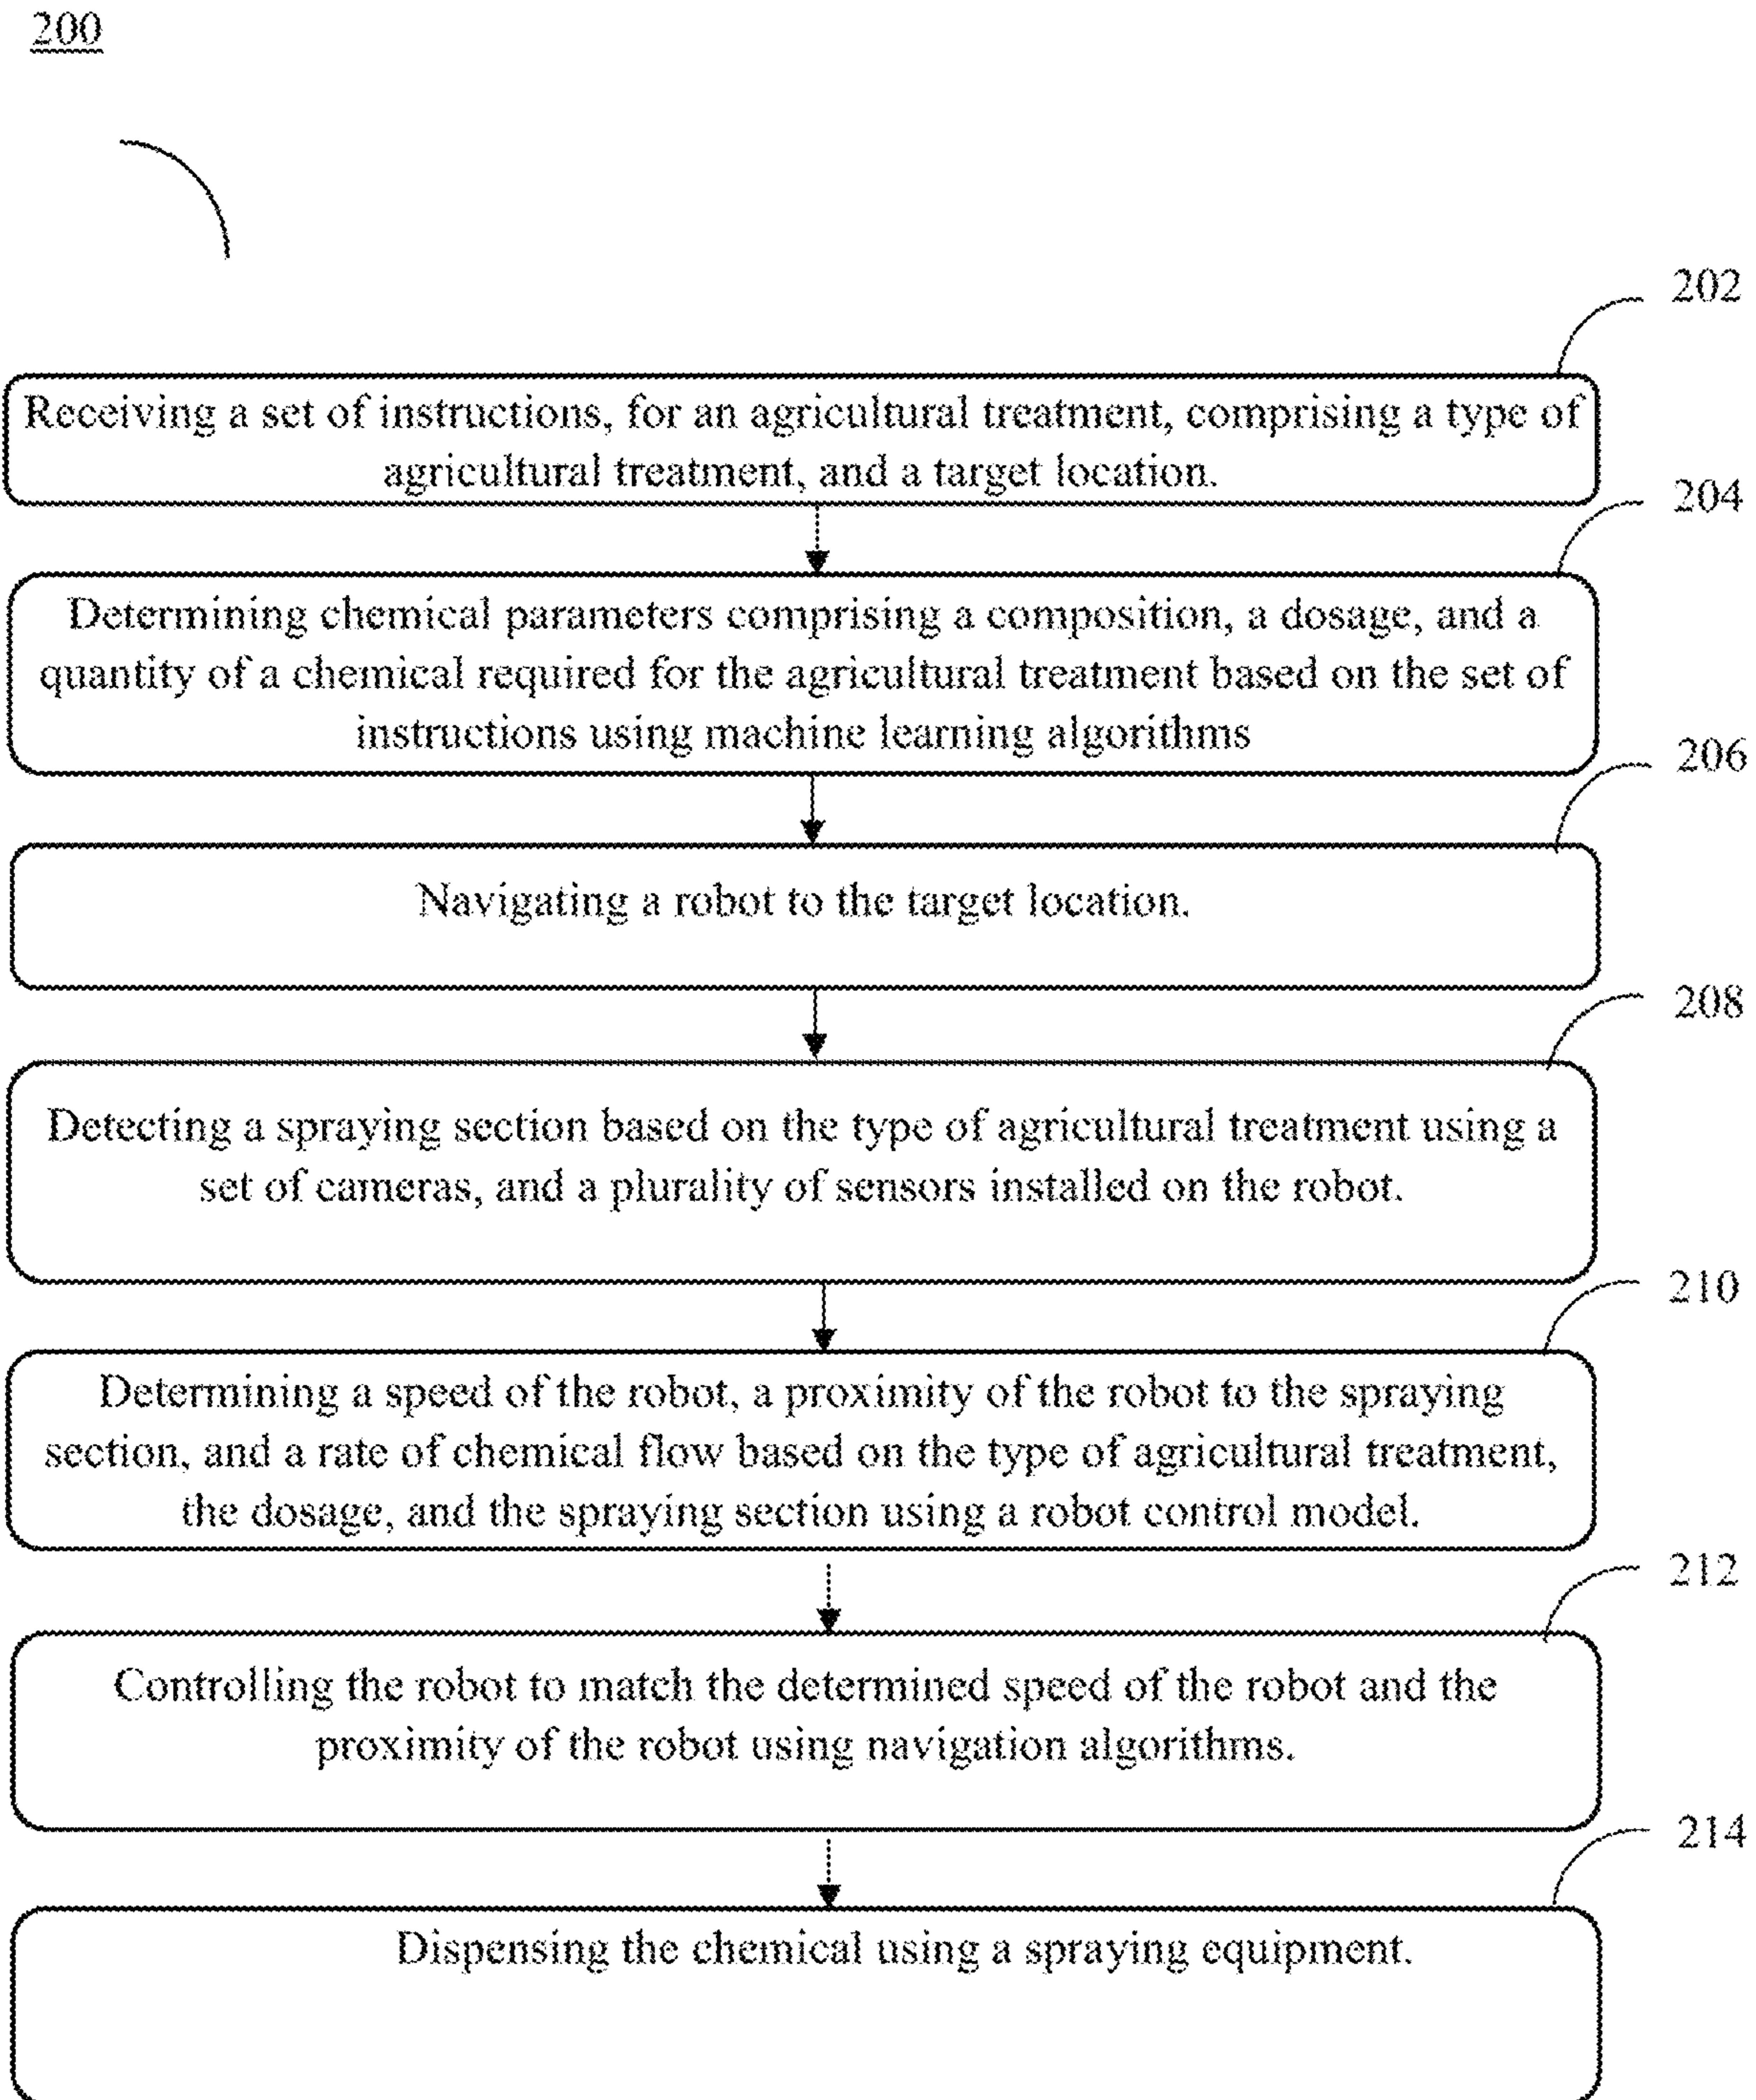 200
202
Receiving a set of instructions, for an agricultural treatment, comprising a type of
agricultural treatment, and a target location.
204
Determining chemical parameters comprising a composition, a dosage, and a
quantity of a chemical required for the agricultural treatment based on the set of
instructions using machine learning algorithms
206
Navigating a robot to the target location.
208
Detecting a spraying section based on the type of agricultural treatment using a
set of cameras, and a plurality of sensors installed on the robot.
210
Determining a speed of the robot, a proximity of the robot to the spraying
section, and a rate of chemical flow based on the type of agricultural treatment,
the dosage, and the spraying section using a robot control model.
212
Controlling the robot to match the determined speed of the robot and the
proximity of the robot using navigation algorithms.
214
Dispensing the chemical using a spraying equipment.